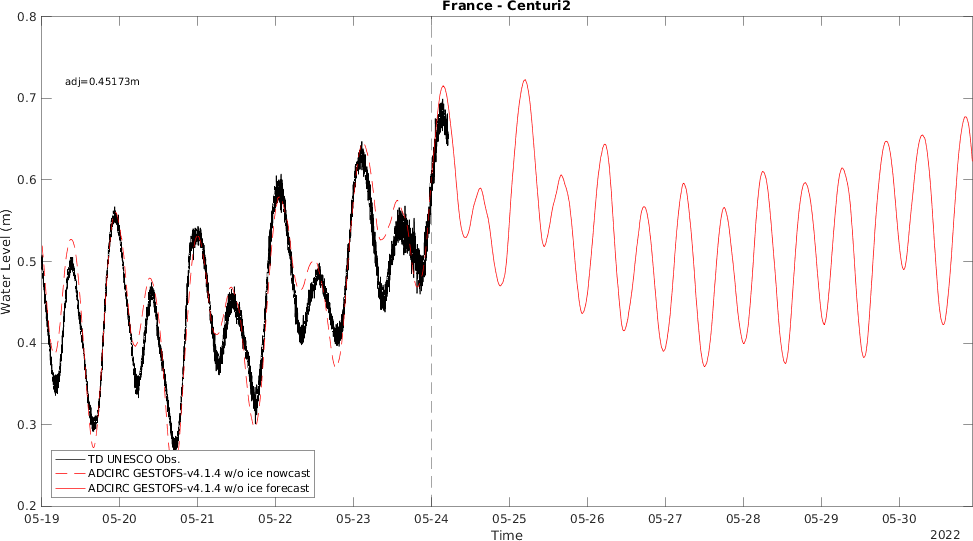 France - Centuri2
adj=0.45173m
Water Level (m)
0.8
0.7
0.6
0.5
0.4
0.3
0.2
TD UNESCO Obs.
ADCIRC GESTOFS-v4.1.4 w/o ice nowcast
ADCIRC GESTOFS-v4.1.4 w/o ice forecast
05-19 05-20 05-21 05-22 05-23 05-24 05-25 05-26 05-27 05-28 05-29 05-30
Time
2022